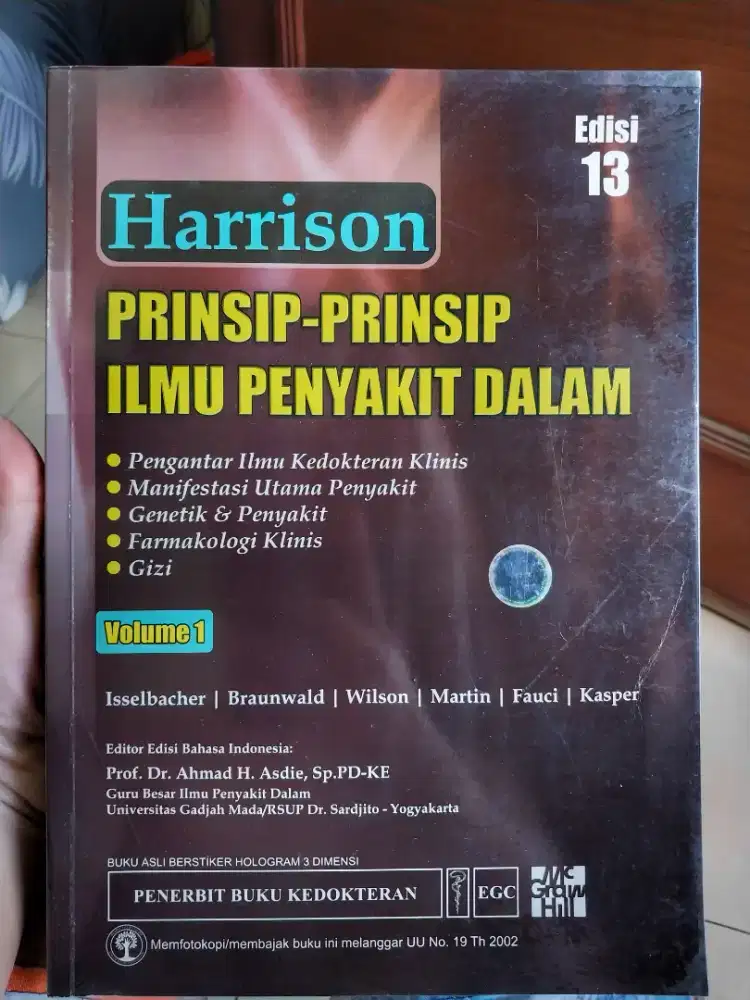 Edisi
13
Harrison
PRINSIP-PRINSIP
ILMU PENYAKIT DALAM
Pengantar Ilmu Kedokteran Klinis
Manifestasi Utama Penyakit
Genetik & Penyakit
Farmakologi Klinis
Gizi
Volume 1
Isselbacher | Braunwald | Wilson | Martin | Fauci | Kasper
Editor Edisi Bahasa Indonesia:
Prof. Dr. Ahmad H. Asdie, Sp.PD-KE
Guru Besar Ilmu Penyakit Dalam
Universitas Gadjah Mada/RSUP Dr. Sardjito - Yogyakarta
BUKU ASLI BERSTIKER HOLOGRAM 3 DIMENSI
PENERBIT BUKU KEDOKTERAN EGC
Mc
Graw
Hill
Memfotokopi/membajak buku ini melanggar UU No. 19 Th 2002